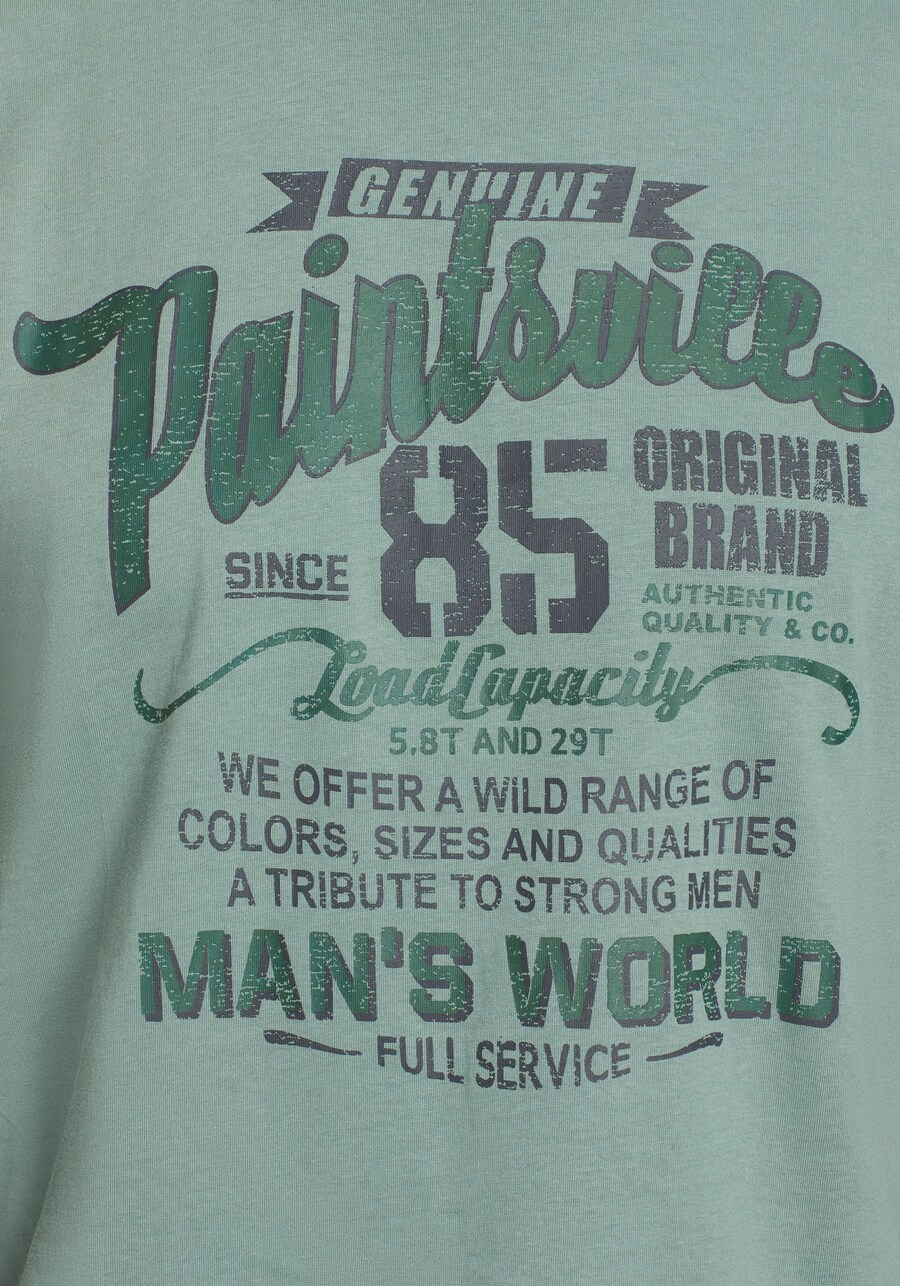 GENUINE
Paintsville
SINCE
85
ORIGINAL
BRAND
AUTHENTIC
QUALITY & CO.
Load Capacity
5,8T AND 29T
WE OFFER A WILD RANGE OF
COLORS, SIZES AND QUALITIES
A TRIBUTE TO STRONG MEN
MAN'S WORLD
FULL SERVICE